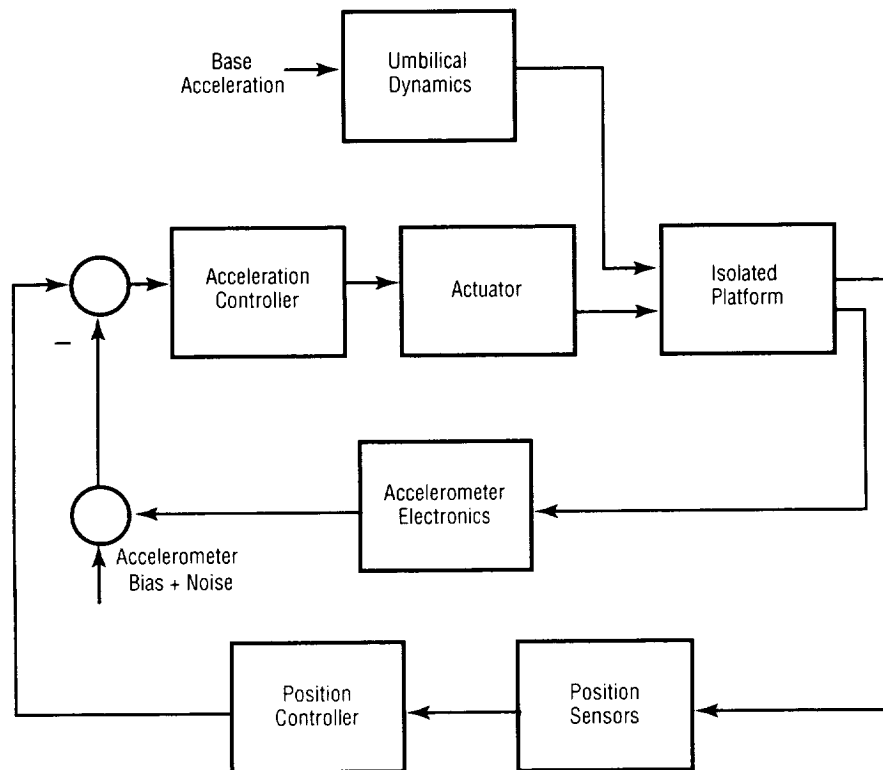 Base
Acceleration
Umbilical
Dynamics
Acceleration
Controller
Actuator
Isolated
Platform
–
Accelerometer
Electronics
Accelerometer
Bias + Noise
Position
Controller
Position
Sensors